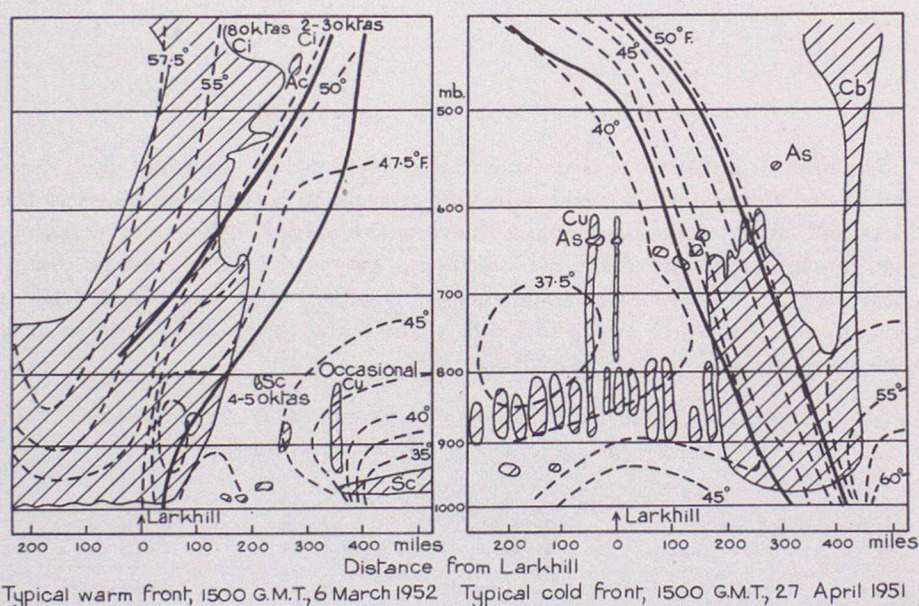 8 oktas
Ci
2-3 oktas
Ci
Ac
57·5°
55°
50°
47·5°F.
45°
Occasional
Cu
Sc
4-5 oktas
40°
35
Sc
Larkhill
200 100 0 100 200 300 400 miles
mb.
500
600
700
800
900
1000
50°F.
45°
40°
Cb
As
Cu
As
37·5°
55°
60°
45°
Larkhill
200 100 0 100 200 300 400 miles
Distance from Larkhill
Typical warm front, 1500 G.M.T., 6 March 1952
Typical cold front, 1500 G.M.T., 27 April 1951